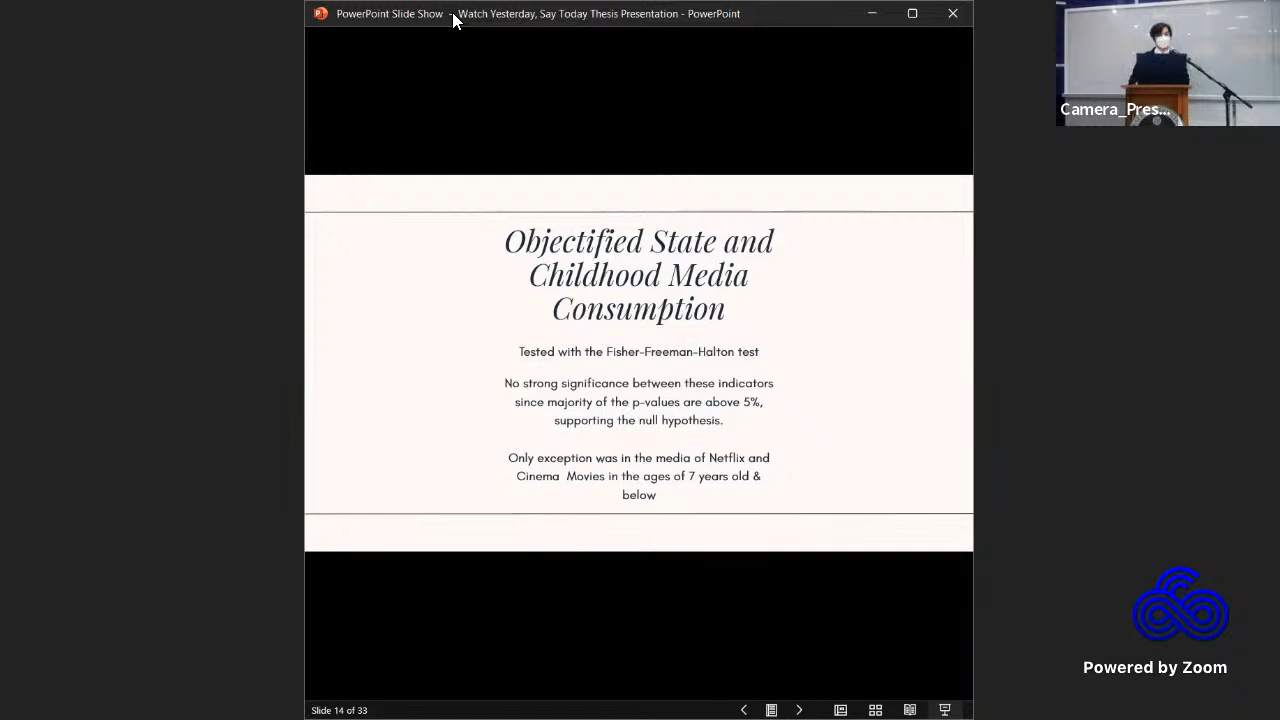 PowerPoint Slide Show - Watch Yesterday, Say Today Thesis Presentation - PowerPoint
Camera_Pres...
Objectified State and
Childhood Media
Consumption
Tested with the Fisher-Freeman-Halton test
No strong significance between these indicators
since majority of the p-values are above 5%,
supporting the null hypothesis.
Only exception was in the media of Netflix and
Cinema Movies in the ages of 7 years old &
below
Powered by Zoom
Slide 14 of 33